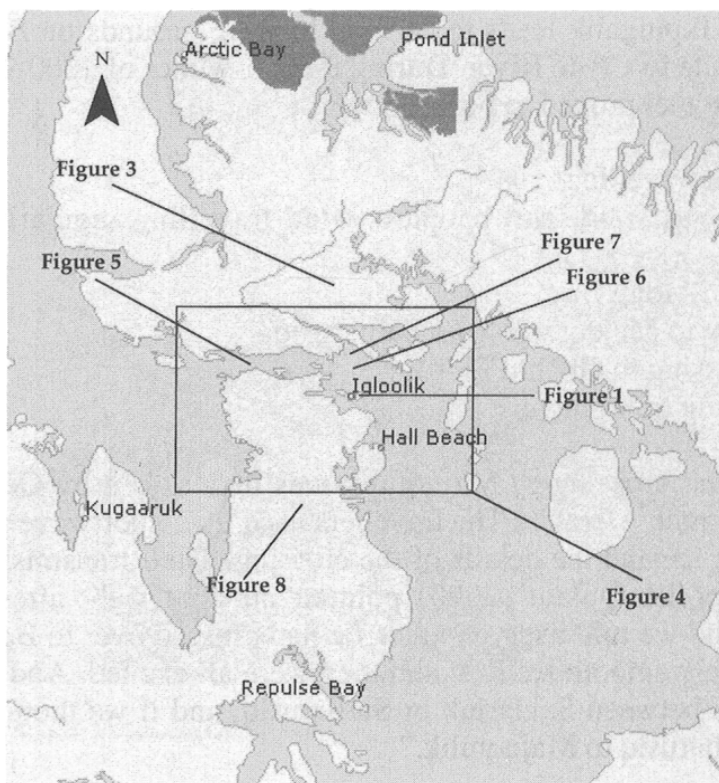 Pond Inlet
Arctic Bay
N
Figure 3
Figure 7
Figure 5
Figure 6
Igloolik
Figure 1
Hall Beach
Kugaaruk
Figure 8
Figure 4
Repulse Bay